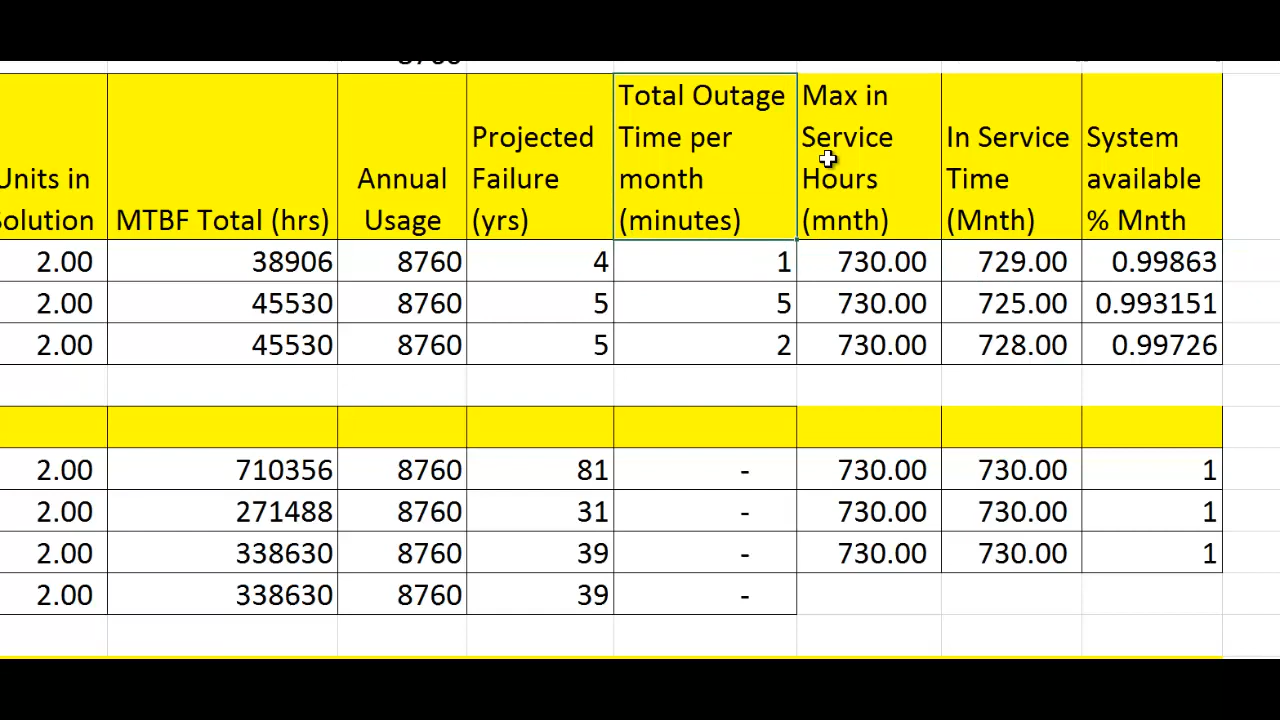 Total Outage Max in
Projected Time per Service In Service System
Units in Annual Failure month Hours Time available
MTBF Total (hrs) Usage (yrs) (minutes) (mnth) (Mnth) % Mnth
2.00 38906 8760 4 1 730.00 729.00 0.99863
2.00 45530 8760 5 5 730.00 725.00 0.993151
2.00 45530 8760 5 2 730.00 728.00 0.99726
2.00 710356 8760 81 - 730.00 730.00 1
2.00 271488 8760 31 - 730.00 730.00 1
2.00 338630 8760 39 - 730.00 730.00 1
2.00 338630 8760 39 -